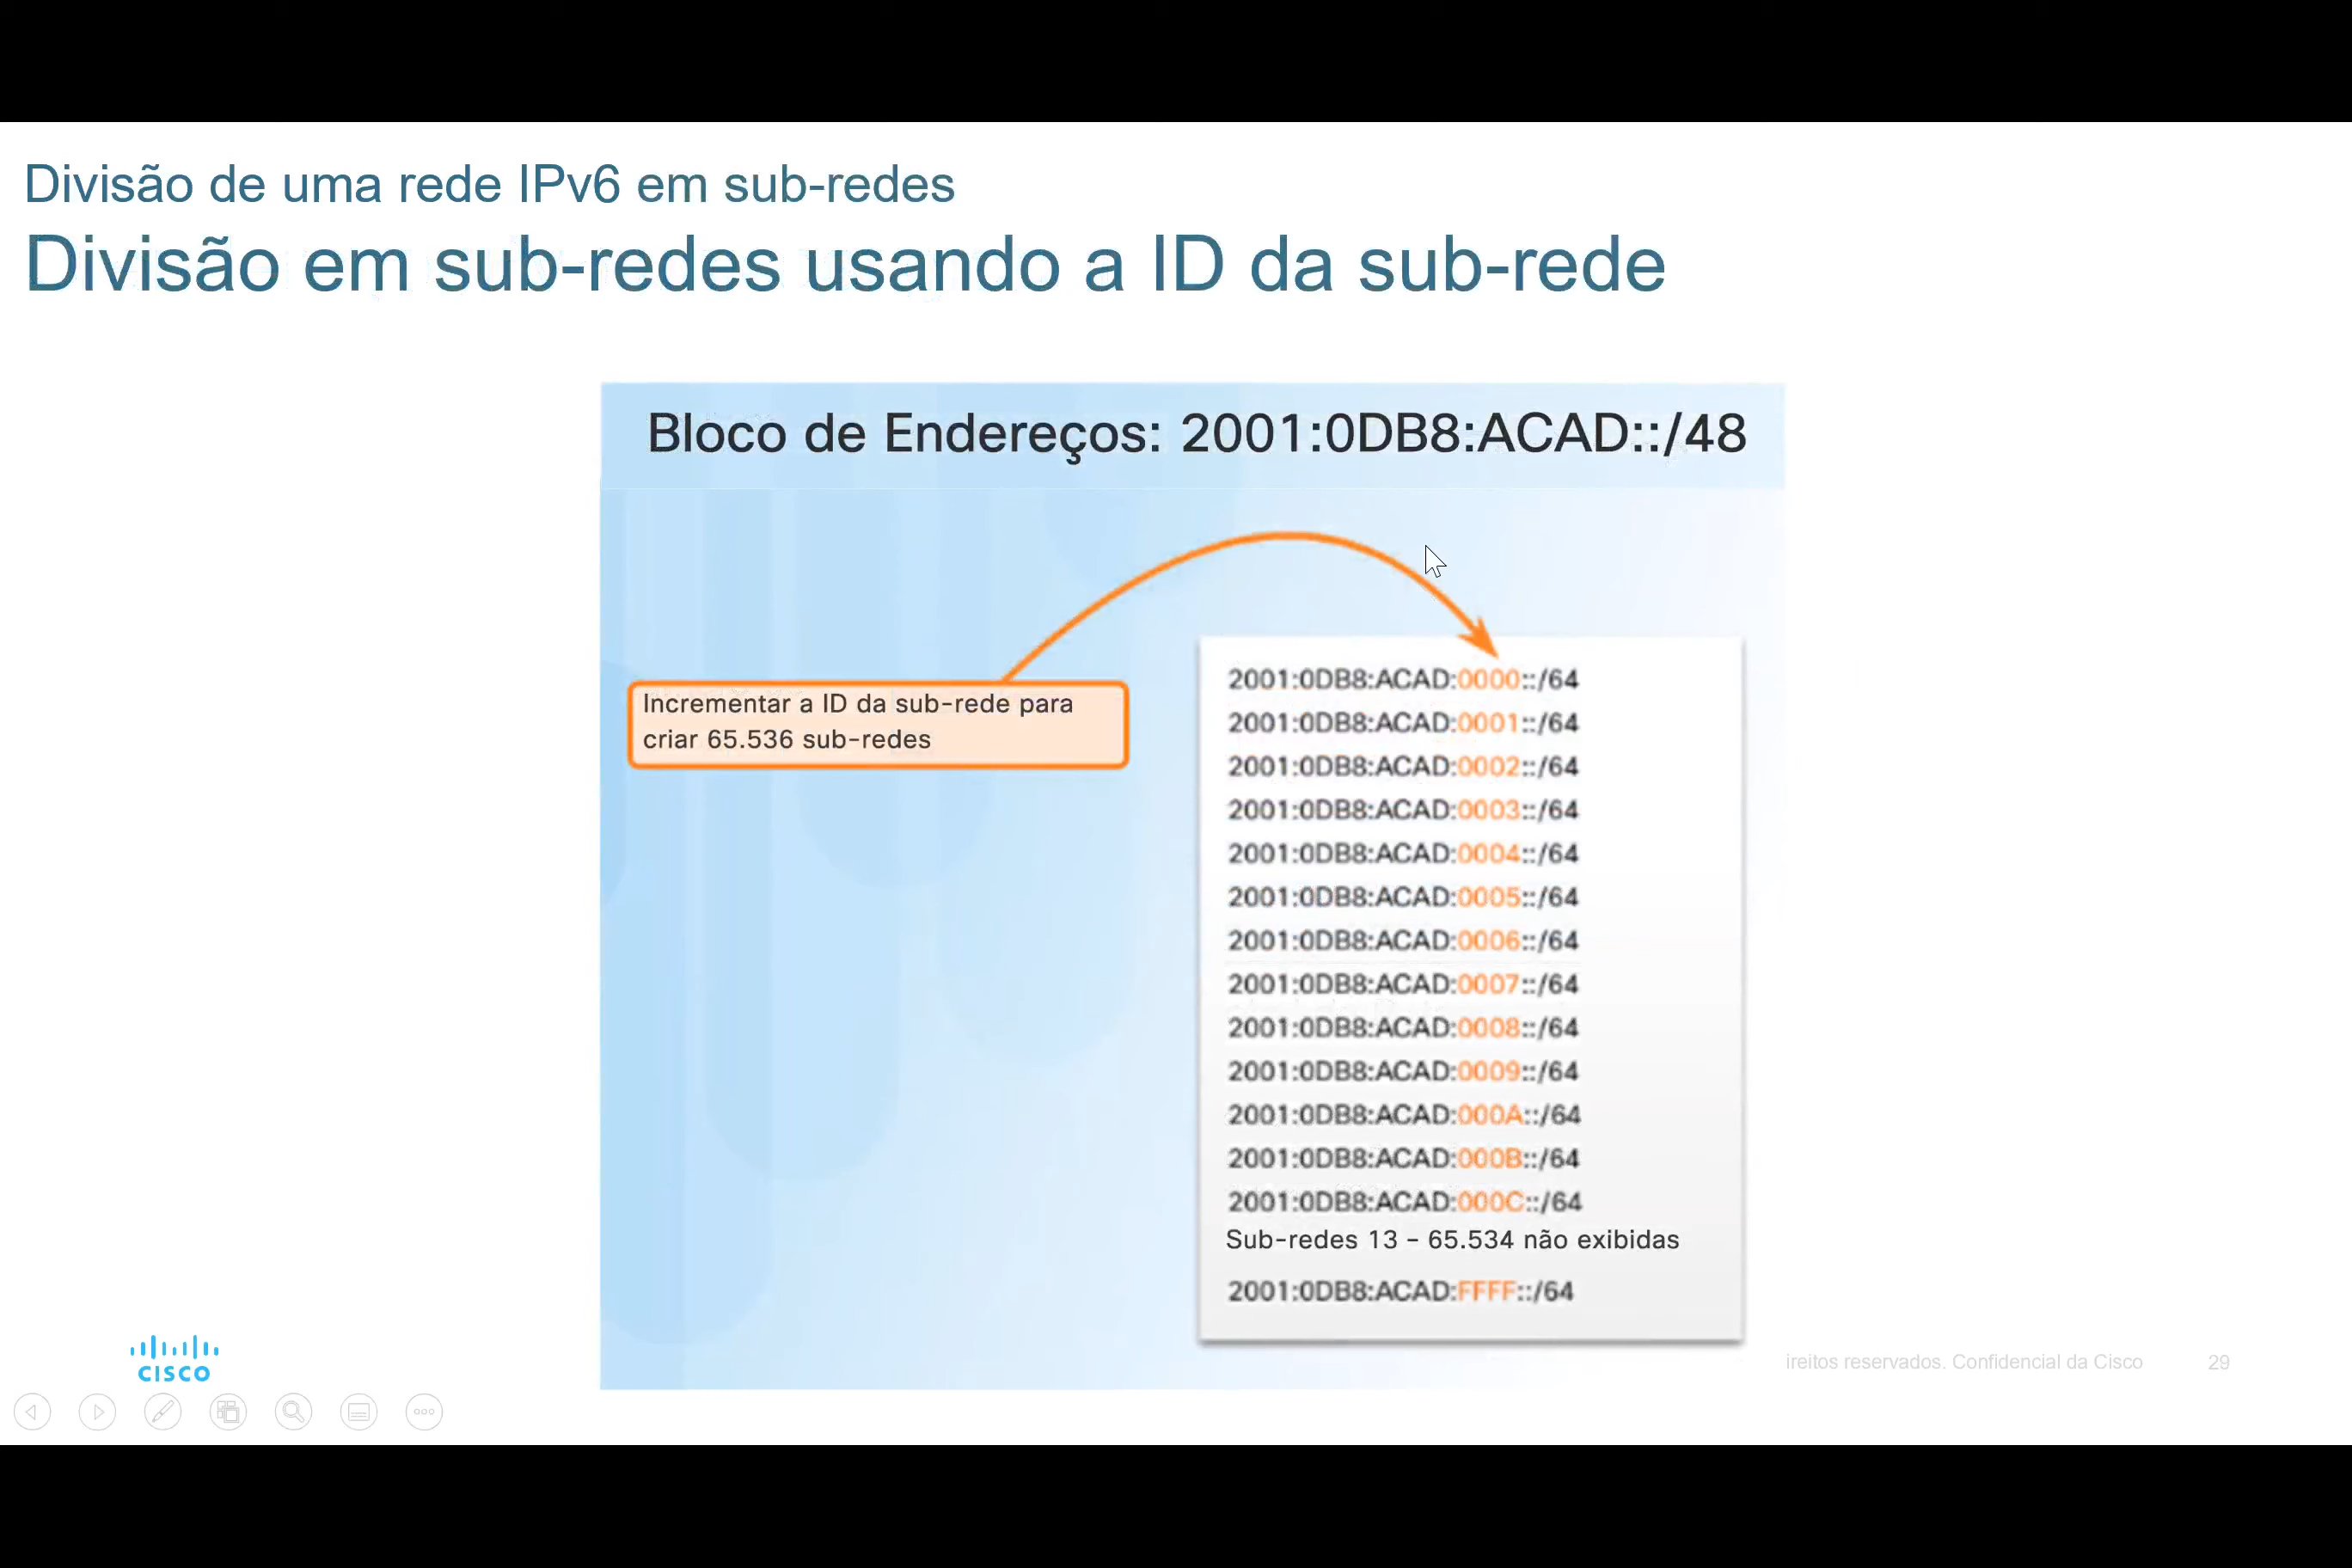 Divisão de uma rede IPv6 em sub-redes
Divisão em sub-redes usando a ID da sub-rede
Bloco de Endereços: 2001:0DB8:ACAD::/48
Incrementar a ID da sub-rede para
criar 65.536 sub-redes
2001:0DB8:ACAD:0000::/64
2001:0DB8:ACAD:0001::/64
2001:0DB8:ACAD:0002::/64
2001:0DB8:ACAD:0003::/64
2001:0DB8:ACAD:0004::/64
2001:0DB8:ACAD:0005::/64
2001:0DB8:ACAD:0006::/64
2001:0DB8:ACAD:0007::/64
2001:0DB8:ACAD:0008::/64
2001:0DB8:ACAD:0009::/64
2001:0DB8:ACAD:000A::/64
2001:0DB8:ACAD:000B::/64
2001:0DB8:ACAD:000C::/64
Sub-redes 13 - 65.534 não exibidas
2001:0DB8:ACAD:FFFF::/64
CISCO
ireitos reservados. Confidencial da Cisco 29